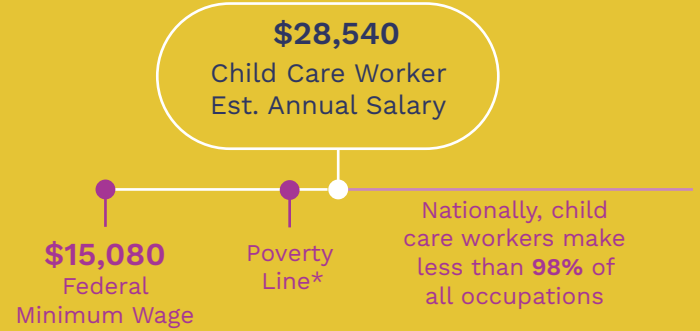 $28,540
Child Care Worker
Est. Annual Salary
$15,080
Federal
Minimum Wage
Poverty
Line*
Nationally, child
care workers make
less than 98% of
all occupations